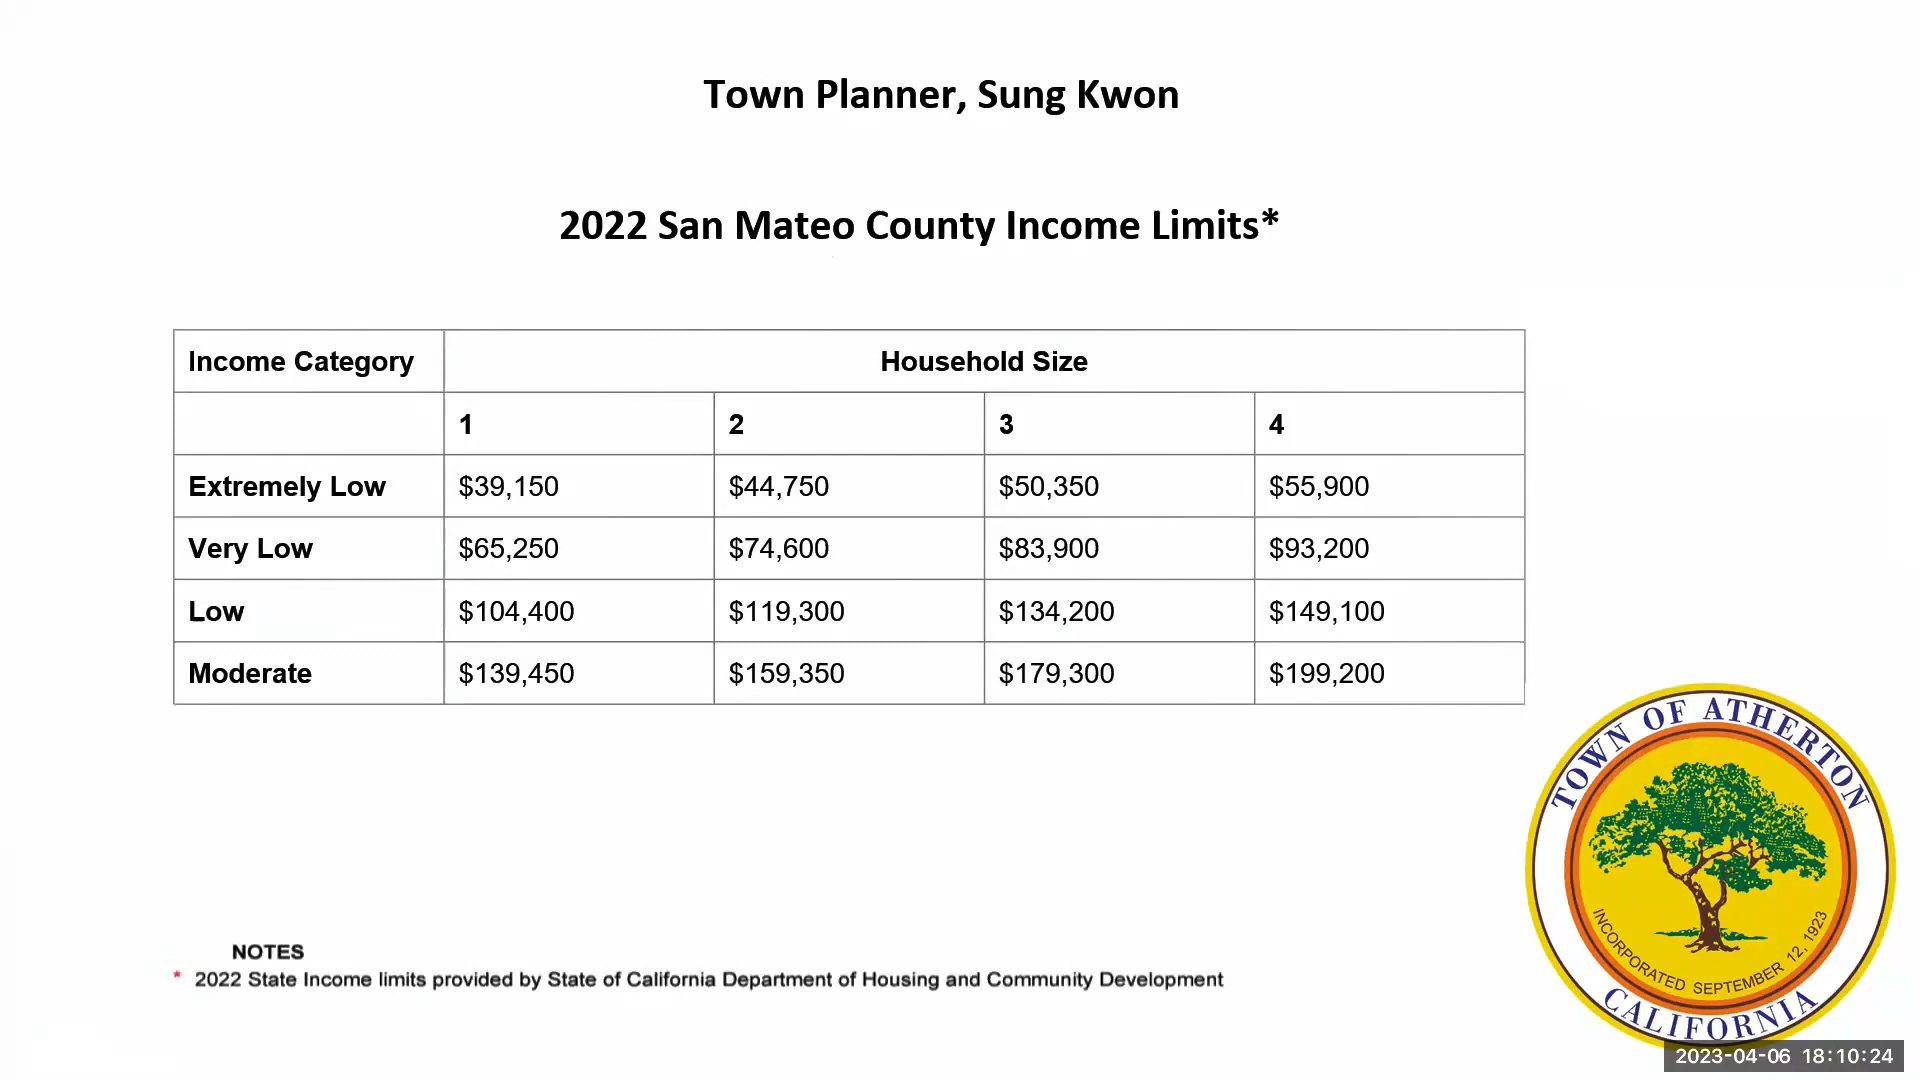 Town Planner, Sung Kwon
2022 San Mateo County Income Limits*
Income Category Household Size
1 2 3 4
Extremely Low $39,150 $44,750 $50,350 $55,900
Very Low $65,250 $74,600 $83,900 $93,200
Low $104,400 $119,300 $134,200 $149,100
Moderate $139,450 $159,350 $179,300 $199,200
TOWN OF ATHERTON
INCORPORATED SEPTEMBER 12, 1923
CALIFORNIA
NOTES
* 2022 State Income limits provided by State of California Department of Housing and Community Development
2023-04-06 18:10:24